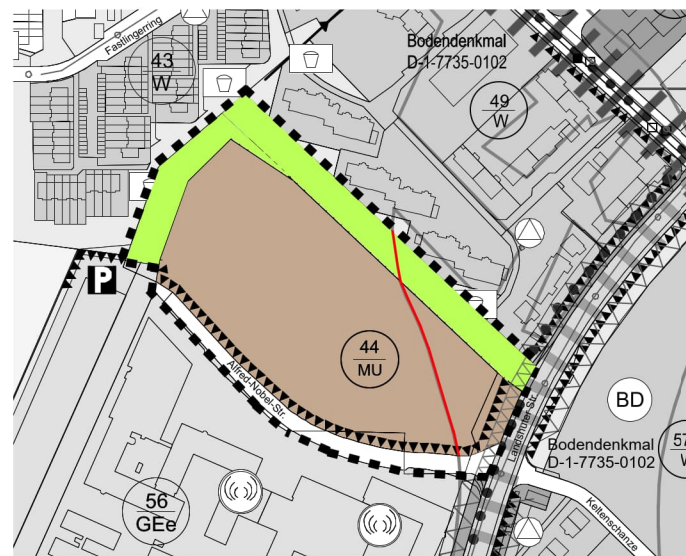 Fastlingerring
43
W
Bodendenkmal
D-1-7735-0102
49
W
P
44
MU
Alfred-Nobel-Str.
Landshuter-Str.
BD
Bodendenkmal
D-1-7735-0102
56
GEe
Keltenschanze